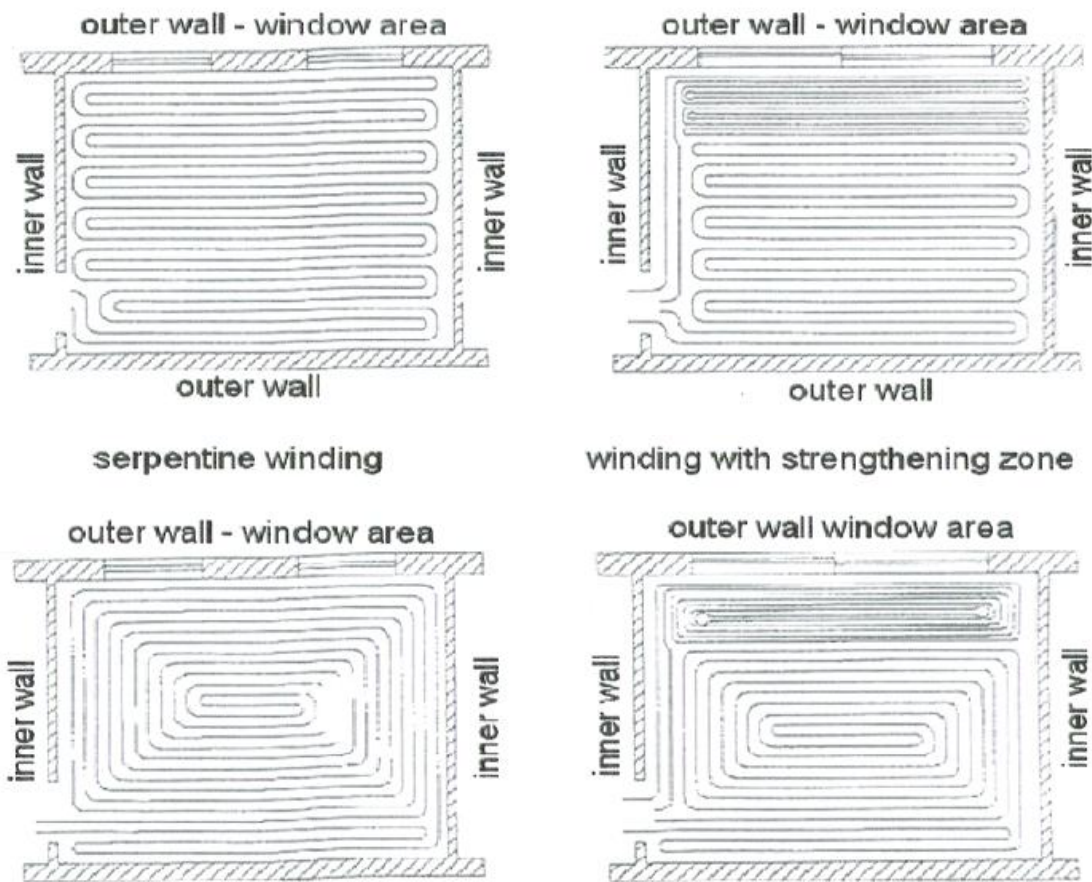 outer wall - window area
outer wall - window area
inner wall
inner wall
inner wall
inner wall
outer wall
outer wall
serpentine winding
winding with strengthening zone
outer wall - window area
outer wall window area
inner wall
inner wall
inner wall
inner wall